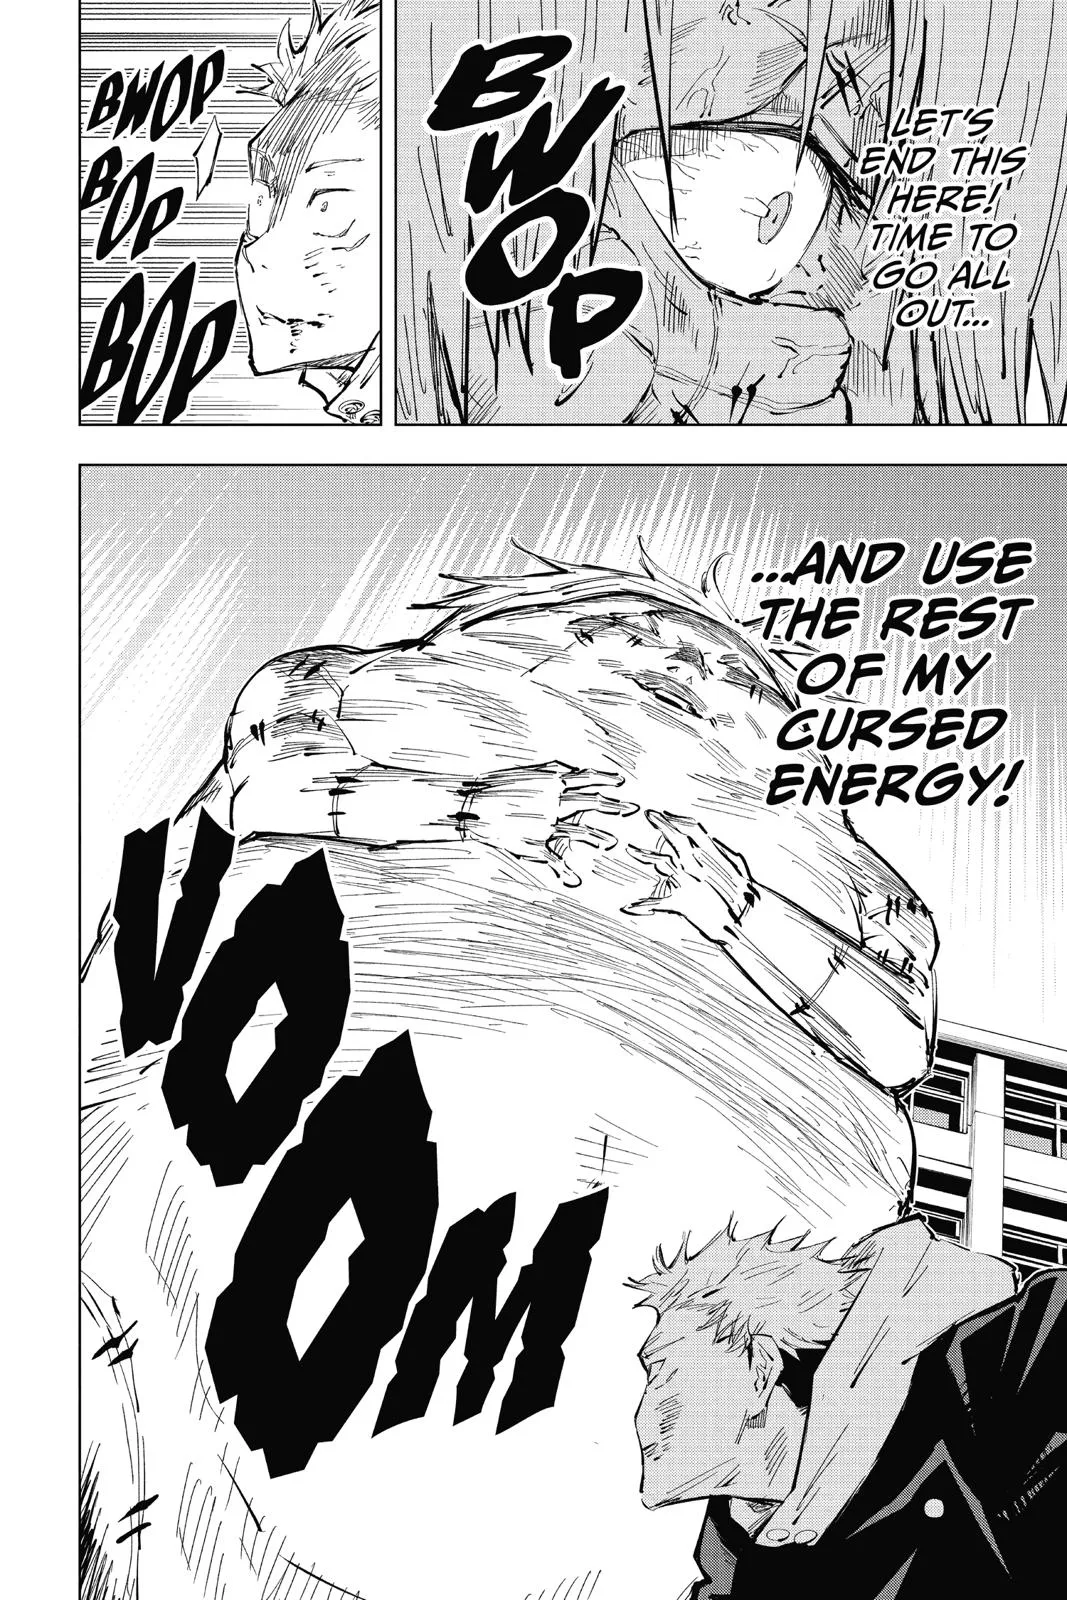 LET'S
END THIS
HERE!
TIME TO
GO ALL
OUT...
BWOP
BWOP
BOP
BOP
...AND USE
THE REST
OF MY
CURSED
ENERGY!
VOOM